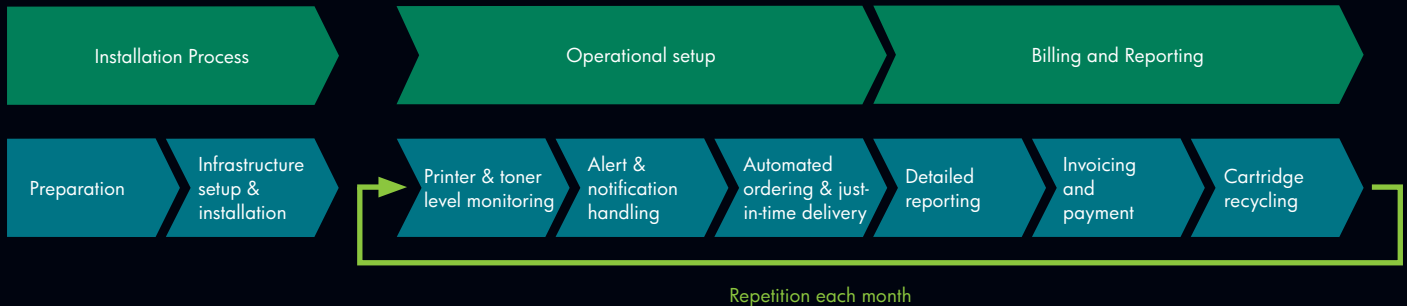 Installation Process
Operational setup
Billing and Reporting
Preparation
Infrastructure
setup &
installation
Printer & toner
level monitoring
Alert &
notification
handling
Automated
ordering & just-
in-time delivery
Detailed
reporting
Invoicing
and
payment
Cartridge
recycling
Repetition each month